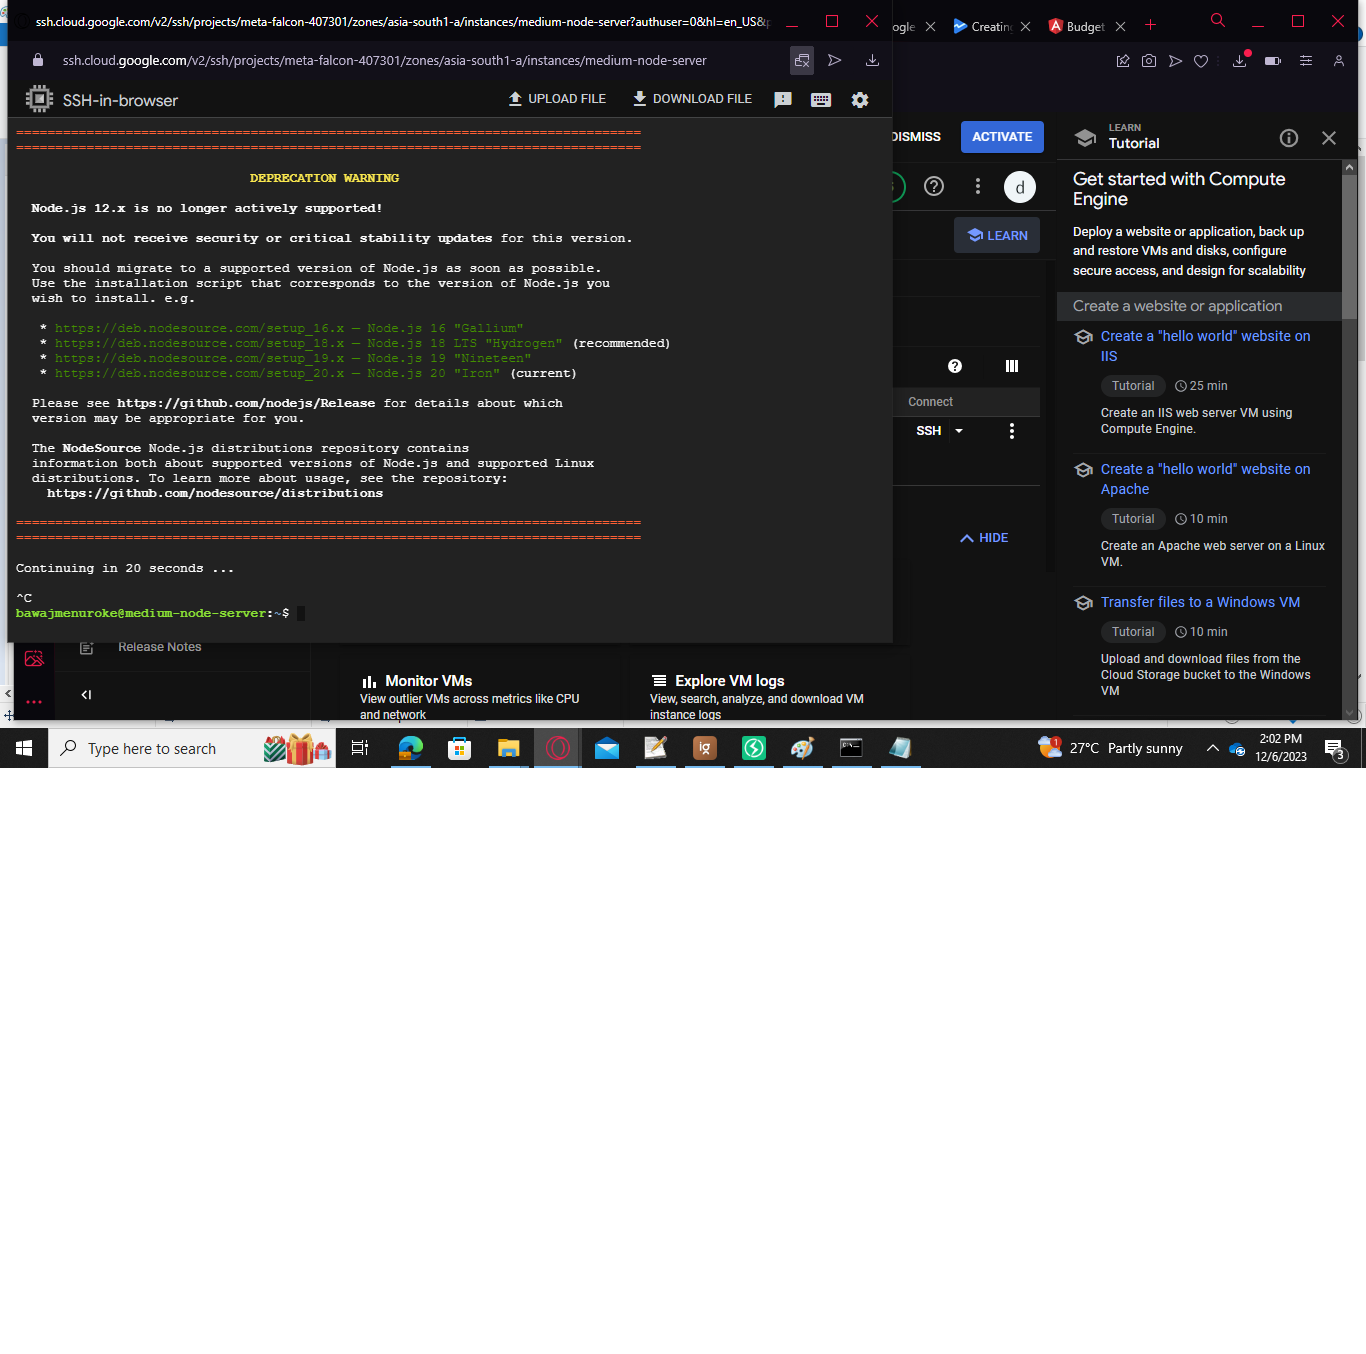 ssh.cloud.google.com/v2/ssh/projects/meta-falcon-407301/zones/asia-south1-a/instances/medium-node-server?authuser=0&hl=en_US&
ogle
Creating
Budget
ssh.cloud.google.com/v2/ssh/projects/meta-falcon-407301/zones/asia-south1-a/instances/medium-node-server
SSH-in-browser
UPLOAD FILE
DOWNLOAD FILE
DISMISS
ACTIVATE
LEARN
Tutorial
================================================================================
================================================================================
DEPRECATION WARNING
Node.js 12.x is no longer actively supported!
You will not receive security or critical stability updates for this version.
You should migrate to a supported version of Node.js as soon as possible.
Use the installation script that corresponds to the version of Node.js you
wish to install. e.g.
* https://deb.nodesource.com/setup_16.x — Node.js 16 "Gallium"
* https://deb.nodesource.com/setup_18.x — Node.js 18 LTS "Hydrogen" (recommended)
* https://deb.nodesource.com/setup_19.x — Node.js 19 "Nineteen"
* https://deb.nodesource.com/setup_20.x — Node.js 20 "Iron" (current)
Please see https://github.com/nodejs/Release for details about which
version may be appropriate for you.
The NodeSource Node.js distributions repository contains
information both about supported versions of Node.js and supported Linux
distributions. To learn more about usage, see the repository:
https://github.com/nodesource/distributions
================================================================================
================================================================================
Continuing in 20 seconds ...
^C
bawajmenuroke@medium-node-server:~$
d
LEARN
Connect
SSH
HIDE
Get started with Compute
Engine
Deploy a website or application, back up
and restore VMs and disks, configure
secure access, and design for scalability
Create a website or application
Create a "hello world" website on
IIS
Tutorial
25 min
Create an IIS web server VM using
Compute Engine.
Create a "hello world" website on
Apache
Tutorial
10 min
Create an Apache web server on a Linux
VM.
Transfer files to a Windows VM
Tutorial
10 min
Upload and download files from the
Cloud Storage bucket to the Windows
VM
Release Notes
Monitor VMs
View outlier VMs across metrics like CPU
and network
Explore VM logs
View, search, analyze, and download VM
instance logs
Type here to search
ig
1
27°C Partly sunny
2:02 PM
12/6/2023
3